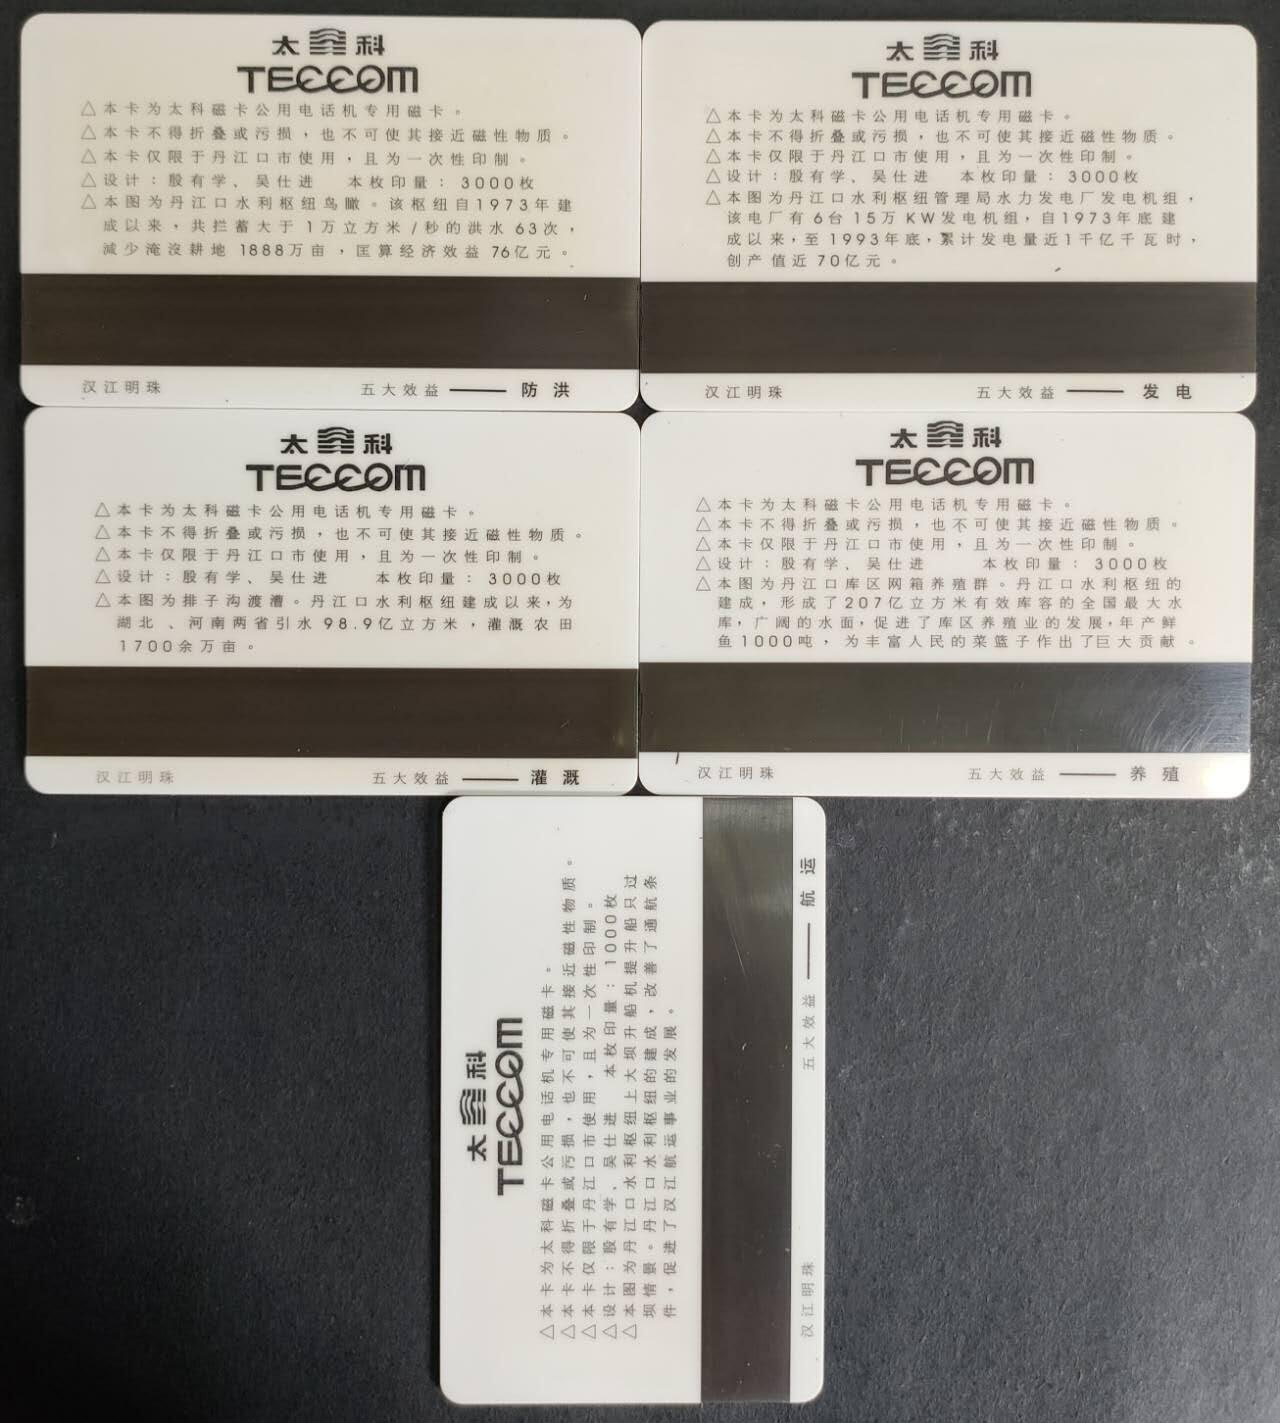 太科
TECCOM
△本卡为太科磁卡公用电话机专用磁卡。
△本卡不得折叠或污损，也不可使其接近磁性物质。
△本卡仅限于丹江口市使用，且为一次性印制。
△设计：殷有学、吴仕进 本枚印量：3000枚
△本图为丹江口水利枢纽鸟瞰。该枢纽自1973年建
成以来，共拦蓄大于1万立方米/秒的洪水63次，
减少淹没耕地1888万亩，匡算经济效益76亿元。
汉江明珠 五大效益——防洪
太科
TECCOM
△本卡为太科磁卡公用电话机专用磁卡。
△本卡不得折叠或污损，也不可使其接近磁性物质。
△本卡仅限于丹江口市使用，且为一次性印制。
△设计：殷有学、吴仕进 本枚印量：3000枚
△本图为丹江口水利枢纽管理局水力发电厂发电机组，
该电厂有6台15万KW发电机组，自1973年底建
成以来，至1993年底，累计发电量近1千亿千瓦时，
创产值近70亿元。
汉江明珠 五大效益——发电
太科
TECCOM
△本卡为太科磁卡公用电话机专用磁卡。
△本卡不得折叠或污损，也不可使其接近磁性物质。
△本卡仅限于丹江口市使用，且为一次性印制。
△设计：殷有学、吴仕进 本枚印量：3000枚
△本图为排子沟渡漕。丹江口水利枢纽建成以来，为
湖北、河南两省引水98.9亿立方米，灌溉农田
1700余万亩。
汉江明珠 五大效益——灌溉
太科
TECCOM
△本卡为太科磁卡公用电话机专用磁卡。
△本卡不得折叠或污损，也不可使其接近磁性物质。
△本卡仅限于丹江口市使用，且为一次性印制。
△设计：殷有学、吴仕进 本枚印量：3000枚
△本图为丹江口库区网箱养殖群。丹江口水利枢纽的
建成，形成了207亿立方米有效库容的全国最大水
库，广阔的水面，促进了库区养殖业的发展，年产鲜
鱼1000吨，为丰富人民的菜篮子作出了巨大贡献。
汉江明珠 五大效益——养殖
太科
TECCOM
△本卡为太科磁卡公用电话机专用磁卡。
△本卡不得折叠或污损，也不可使其接近磁性物质。
△本卡仅限于丹江口市使用，且为一次性印制。
△设计：殷有学、吴仕进 本枚印量：1000枚
△本图为丹江口水利枢纽上大坝升船机提升船只过
坝情景。丹江口水利枢纽的建成，改善了通航条
件，促进了汉江航运事业的发展。
汉江明珠 五大效益——航运